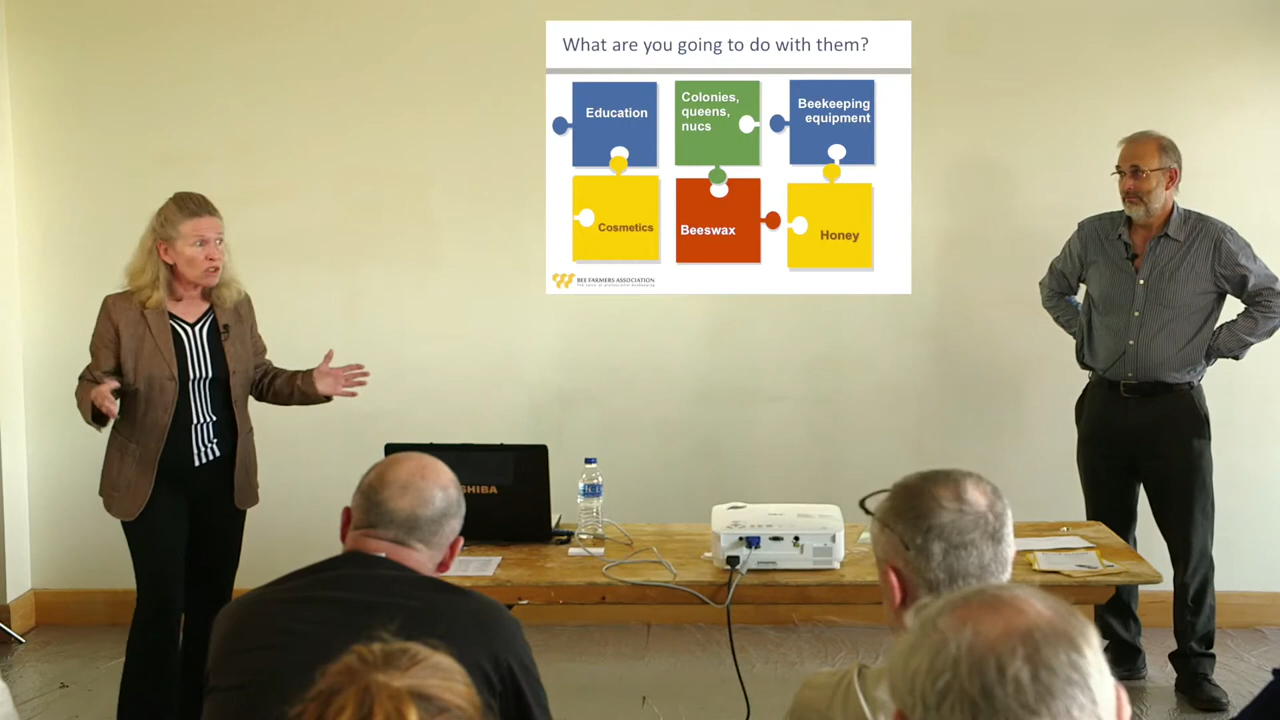 What are you going to do with them?
Education
Colonies,
queens,
nucs
Beekeeping
equipment
Cosmetics
Beeswax
Honey
BEE FARMERS ASSOCIATION
SHIBA